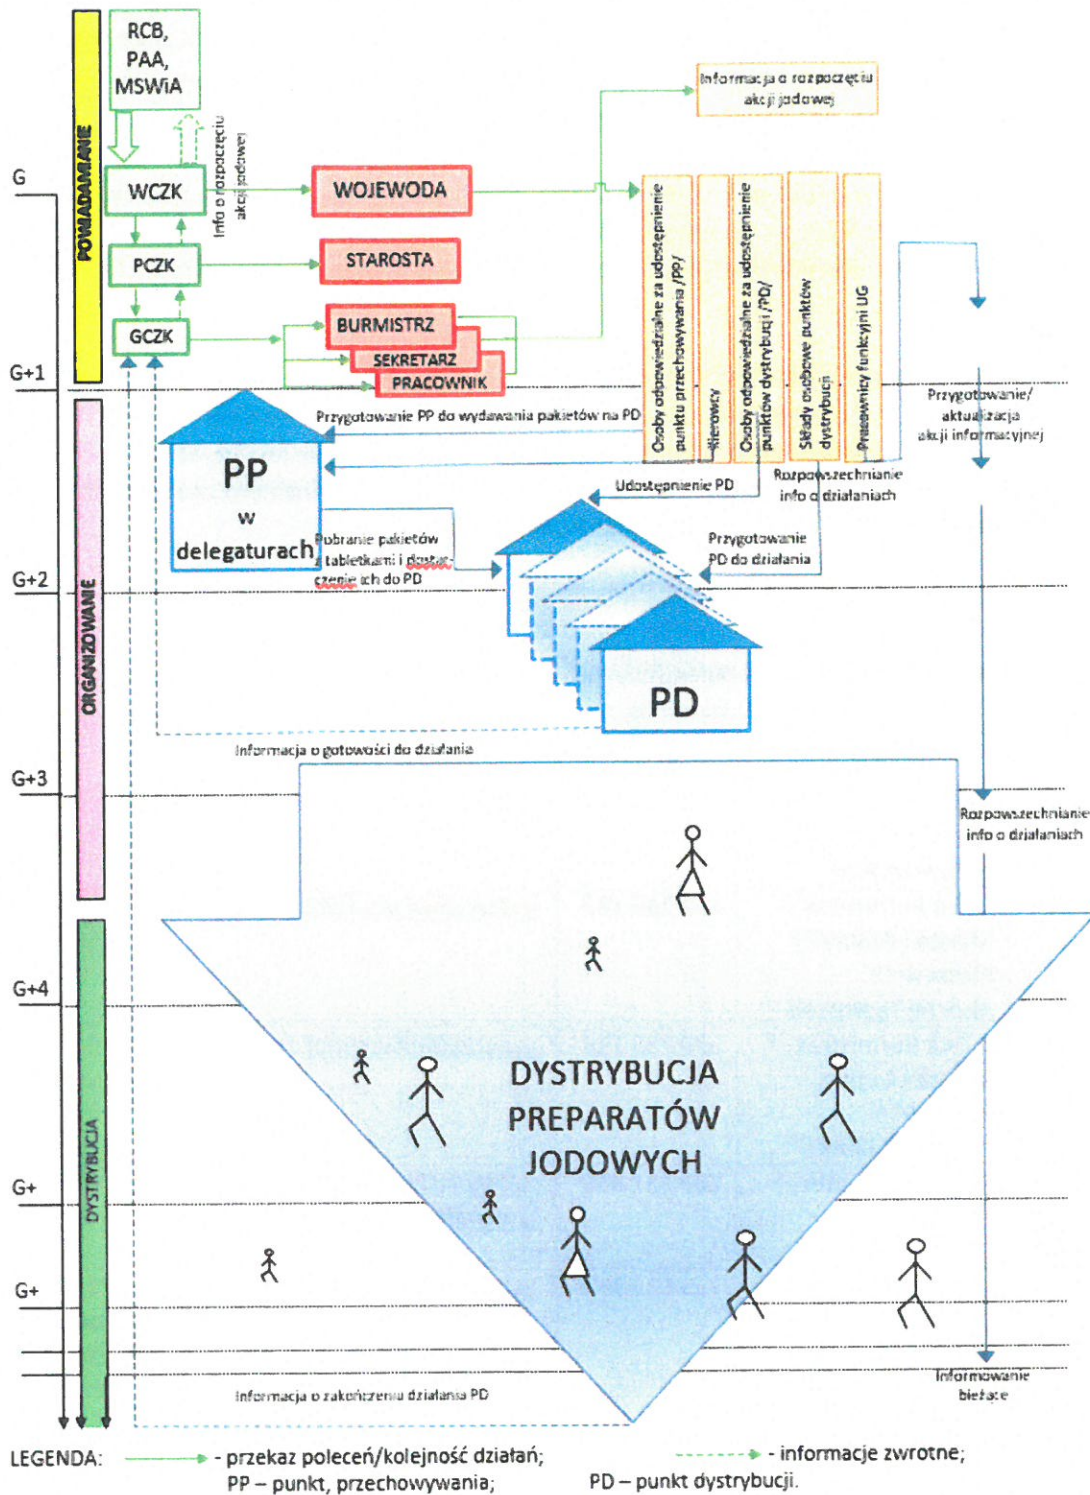 RCB,
PAA,
MSWiA
POWIADAMIANIE
Info o rozpoczęciu
akcji jodowej
Informacja o rozpoczęciu
akcji jodowej
G
WCZK
WOJEWODA
PCZK
STAROSTA
GCZK
BURMISTRZ
SEKRETARZ
PRACOWNIK
Osoby odpowiedzialne za udostępnienie
punktu przechowywania /PP/
Kierowcy
Osoby odpowiedzialne za udostępnienie
punktów dystrybucji /PD/
Składy osobowe punktów
dystrybucji
Pracownicy funkcyjni UG
G+1
Przygotowanie PP do wydawania pakietów na PD
Przygotowanie/
aktualizacja
akcji informacyjnej
PP
w
delegaturach
Udostępnienie PD
Rozpowszechnianie
info o działaniach
Pobranie pakietów
z tabletkami i dostar-
czenie ich do PD
Przygotowanie
PD do działania
G+2
ORGANIZOWANIE
PD
Informacja o gotowości do działania
G+3
Rozpowszechnianie
info o działaniach
G+4
DYSTRYBUCJA
DYSTRYBUCJA
PREPARATÓW
JODOWYCH
G+
G+
Informacja o zakończeniu działania PD
Informowanie
bieżące
LEGENDA: - przekaz poleceń/kolejność działań; - informacje zwrotne;
PP – punkt, przechowywania; PD – punkt dystrybucji.